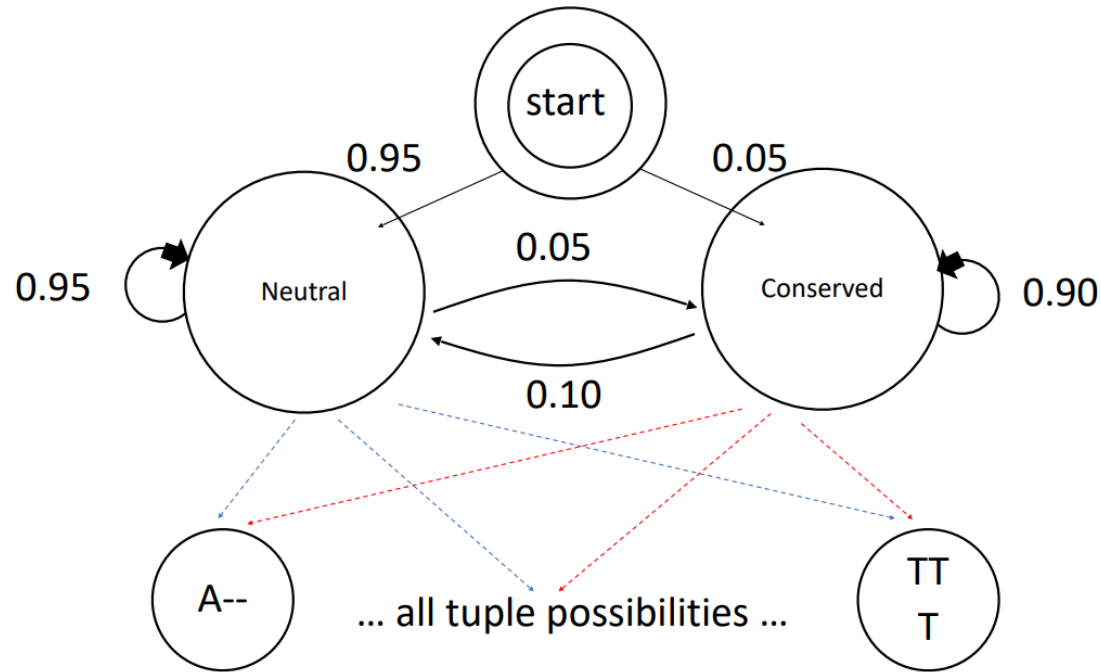 start
0.95
0.05
0.05
0.95
Neutral
Conserved
0.90
0.10
A--
... all tuple possibilities ...
TT
T